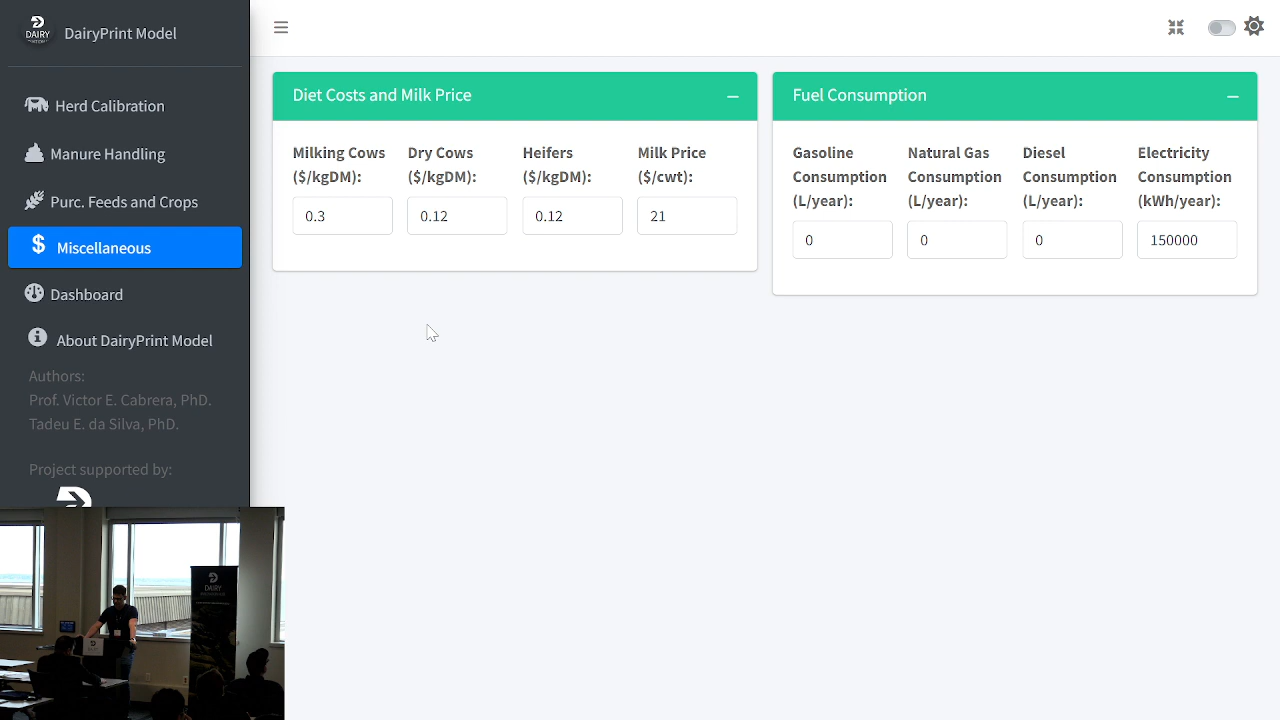 DAIRY
DairyPrint Model
Herd Calibration
Manure Handling
Purc. Feeds and Crops
Miscellaneous
Dashboard
About DairyPrint Model
Authors:
Prof. Victor E. Cabrera, PhD.
Tadeu E. da Silva, PhD.
Project supported by:
Diet Costs and Milk Price
Milking Cows
($/kgDM):
0.3
Dry Cows
($/kgDM):
0.12
Heifers
($/kgDM):
0.12
Milk Price
($/cwt):
21
Fuel Consumption
Gasoline
Consumption
(L/year):
0
Natural Gas
Consumption
(L/year):
0
Diesel
Consumption
(L/year):
0
Electricity
Consumption
(kWh/year):
150000
DAIRY